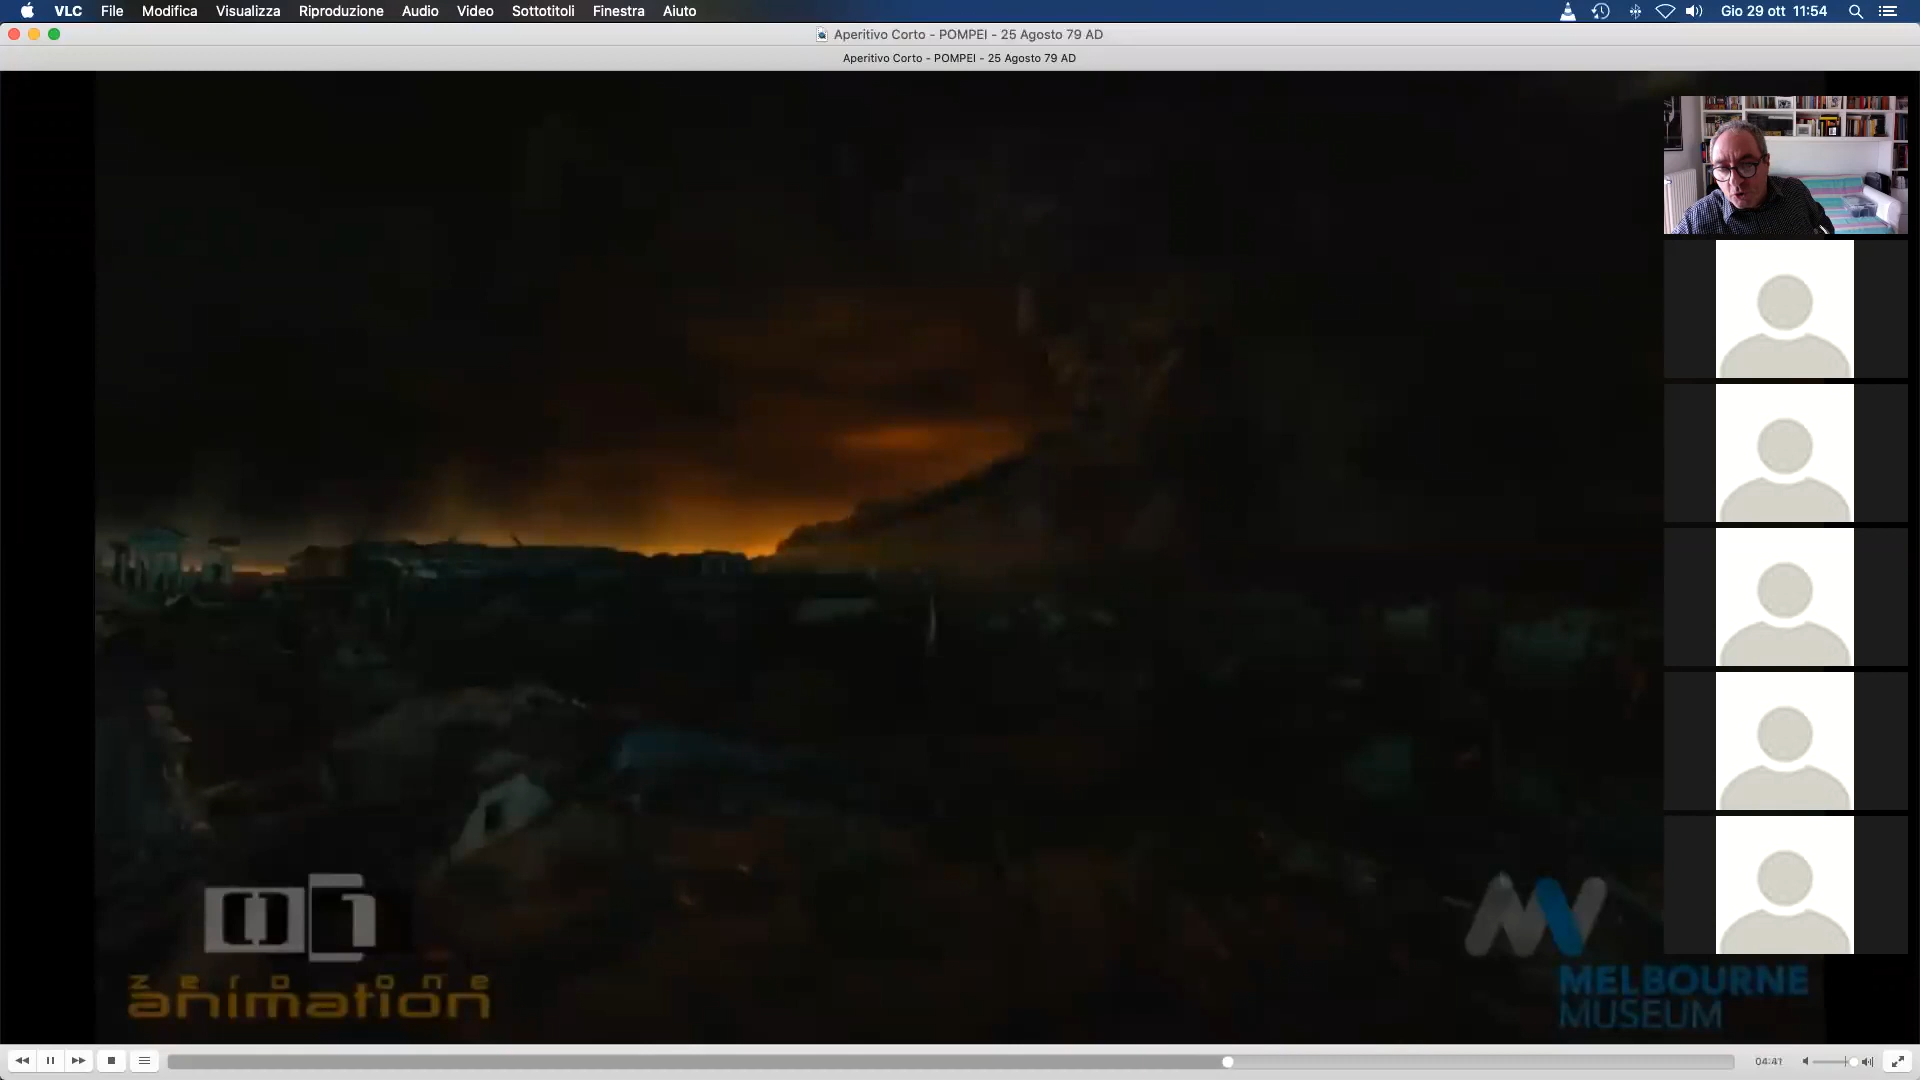 VLC File Modifica Visualizza Riproduzione Audio Video Sottotitoli Finestra Aiuto Gio 29 ott 11:54
Aperitivo Corto - POMPEI - 25 Agosto 79 AD
Aperitivo Corto - POMPEI - 25 Agosto 79 AD
01
zero one
animation
MV
MELBOURNE
MUSEUM
04:41